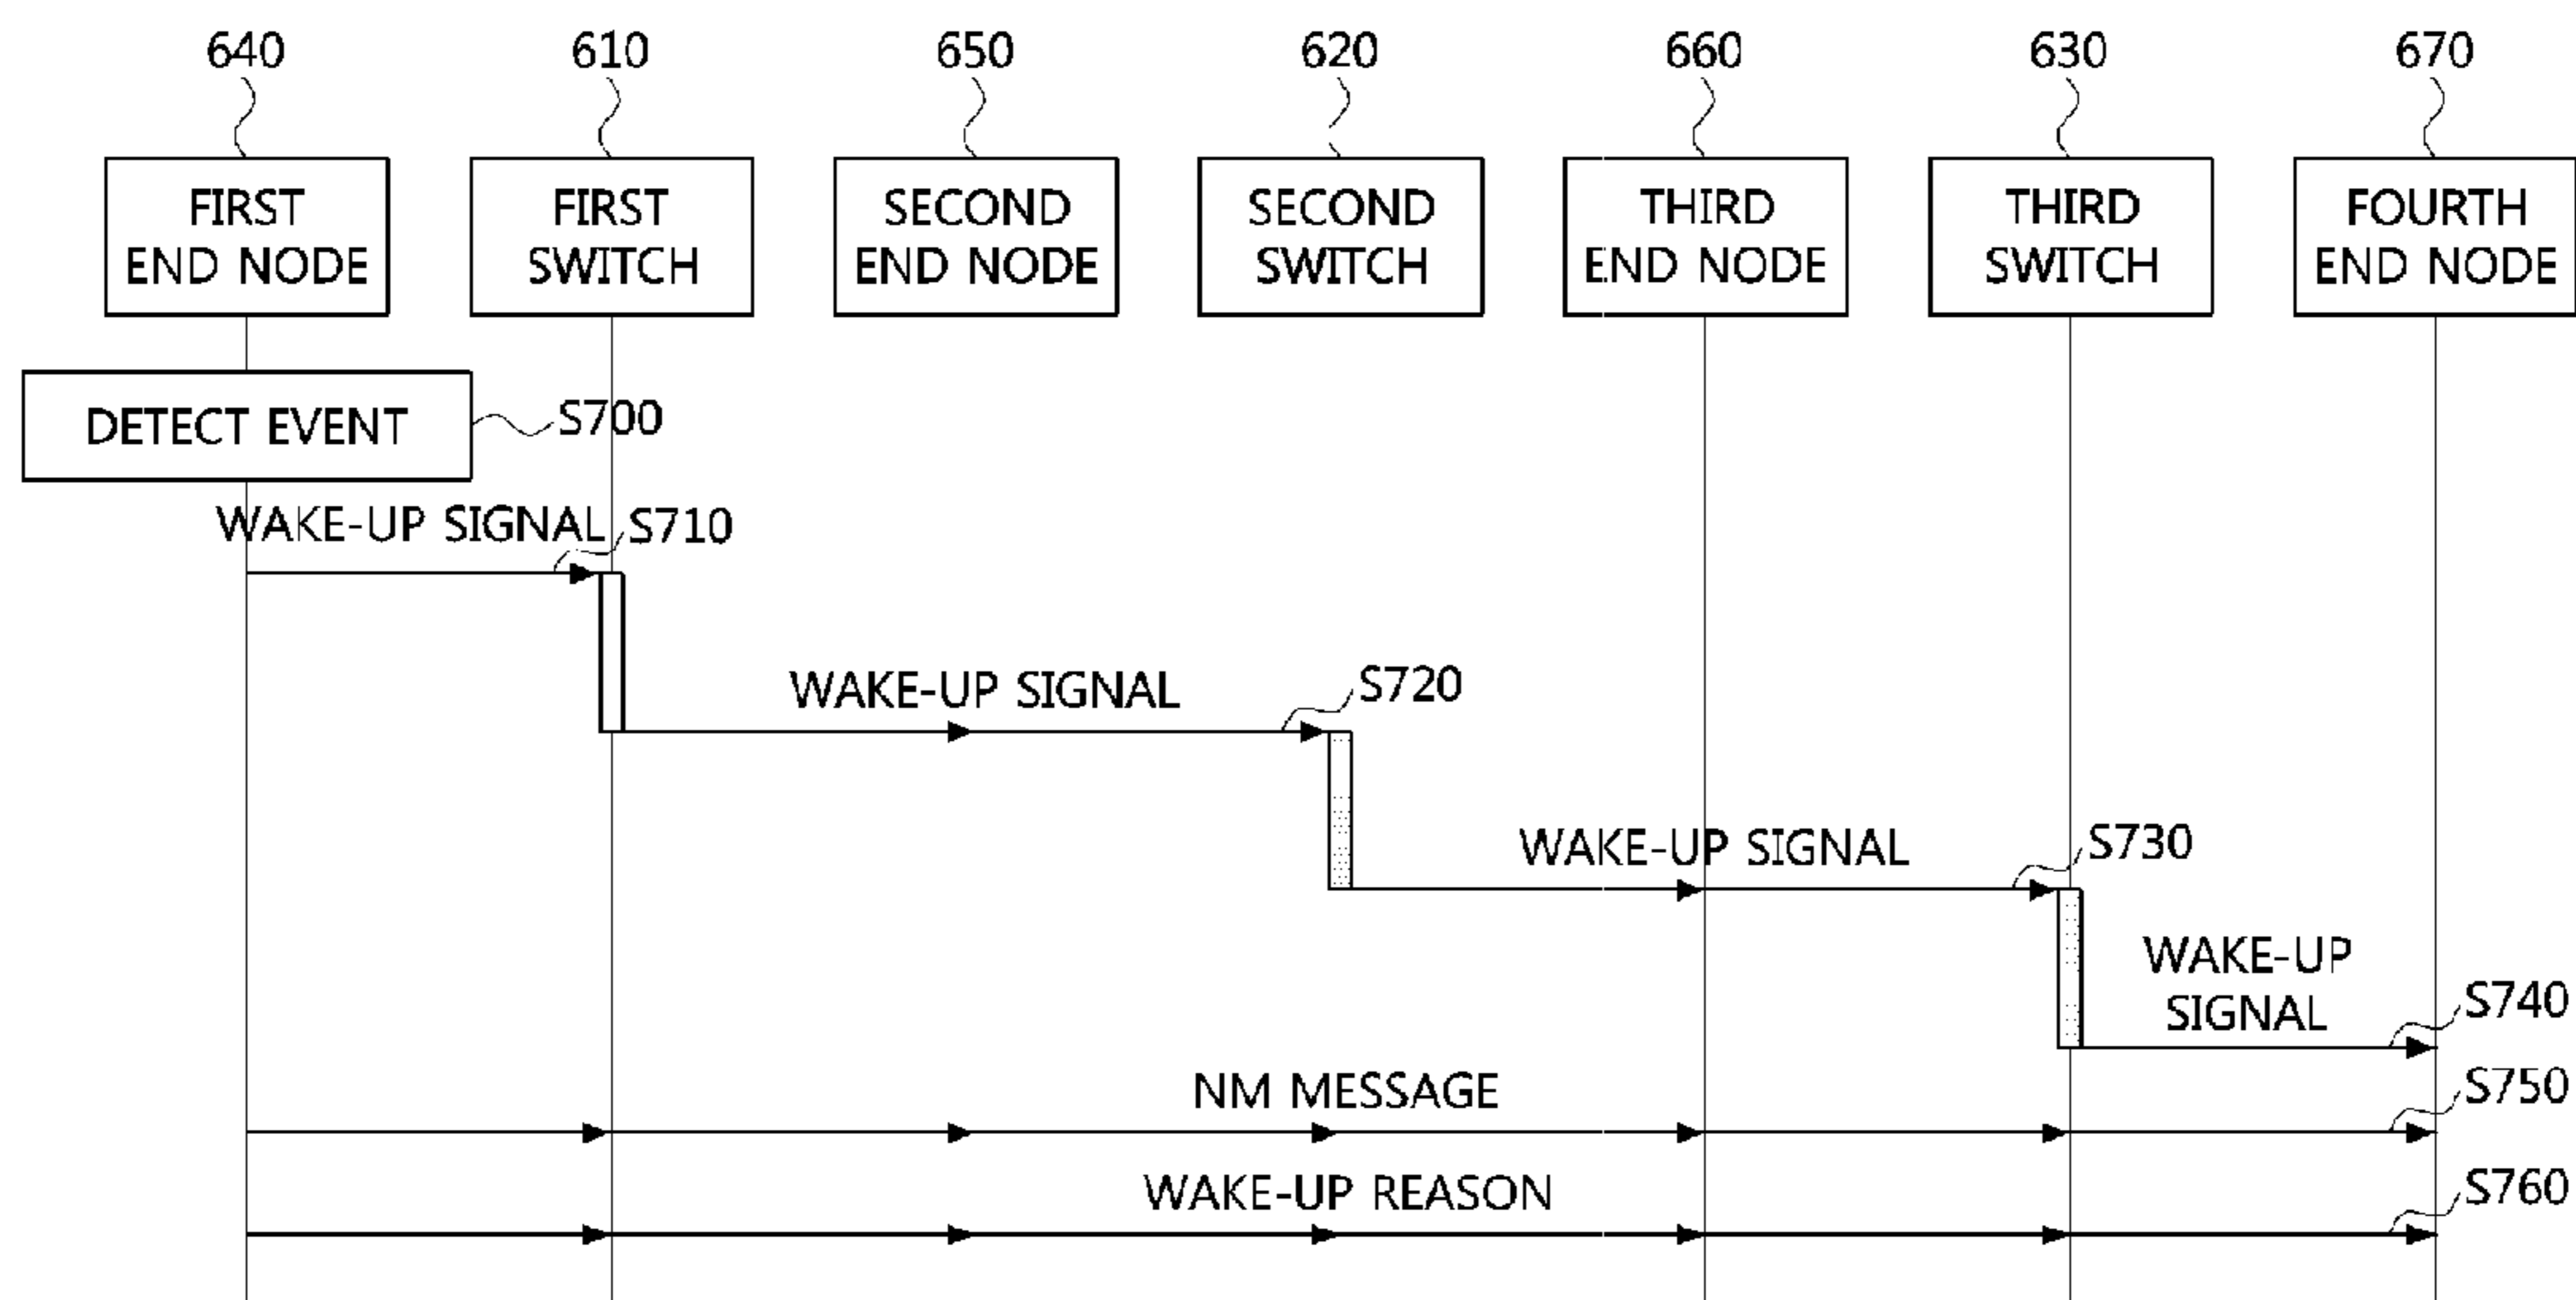 640
610
650
620
660
630
670
FIRST
END NODE
FIRST
SWITCH
SECOND
END NODE
SECOND
SWITCH
THIRD
END NODE
THIRD
SWITCH
FOURTH
END NODE
DETECT EVENT
S700
WAKE-UP SIGNAL
S710
WAKE-UP SIGNAL
S720
WAKE-UP SIGNAL
S730
WAKE-UP
SIGNAL
S740
NM MESSAGE
S750
WAKE-UP REASON
S760